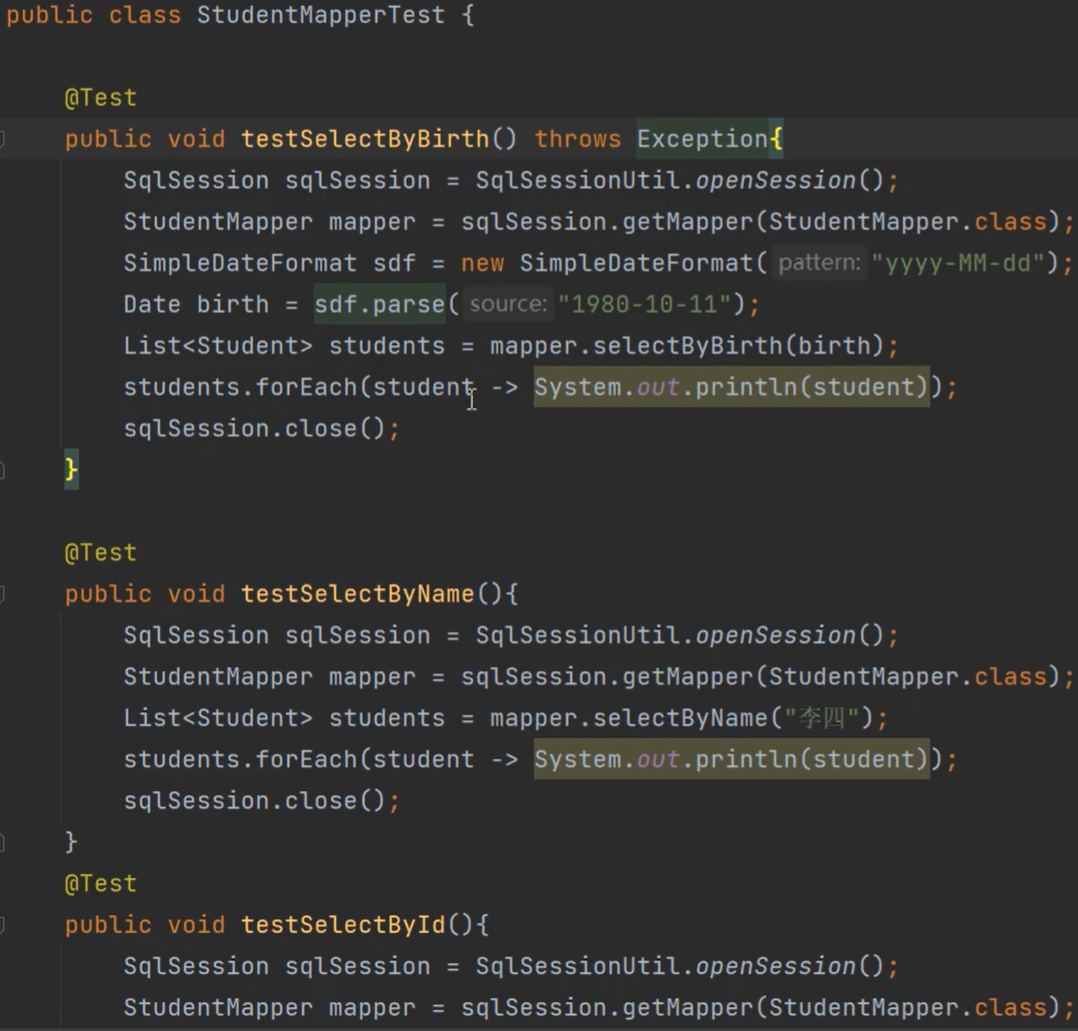 public class StudentMapperTest {
@Test
public void testSelectByBirth() throws Exception{
SqlSession sqlSession = SqlSessionUtil.openSession();
StudentMapper mapper = sqlSession.getMapper(StudentMapper.class);
SimpleDateFormat sdf = new SimpleDateFormat( pattern: "yyyy-MM-dd");
Date birth = sdf.parse( source: "1980-10-11");
List<Student> students = mapper.selectByBirth(birth);
students.forEach(student -> System.out.println(student));
sqlSession.close();
}
@Test
public void testSelectByName(){
SqlSession sqlSession = SqlSessionUtil.openSession();
StudentMapper mapper = sqlSession.getMapper(StudentMapper.class);
List<Student> students = mapper.selectByName("李四");
students.forEach(student -> System.out.println(student));
sqlSession.close();
}
@Test
public void testSelectById(){
SqlSession sqlSession = SqlSessionUtil.openSession();
StudentMapper mapper = sqlSession.getMapper(StudentMapper.class);